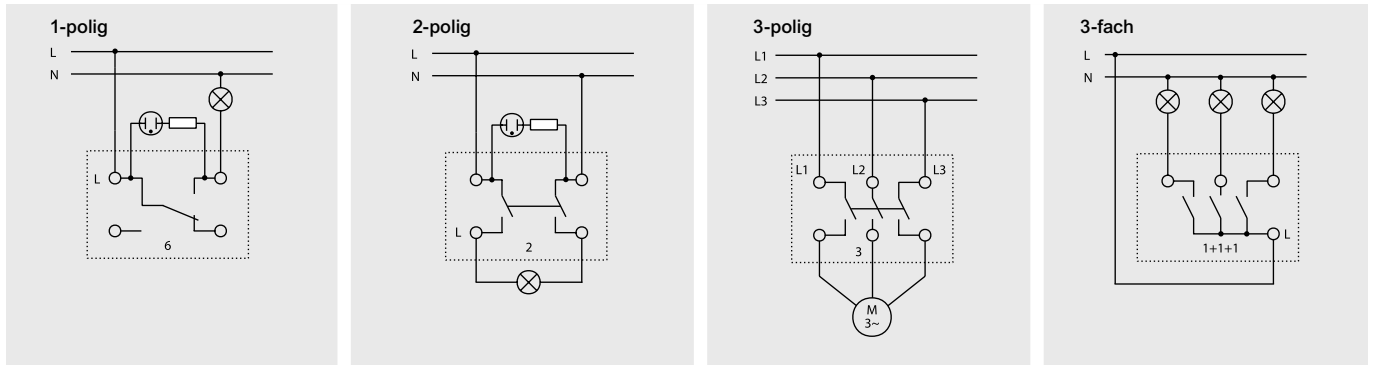 1-polig
L
N
L
6
2-polig
L
N
L
2
3-polig
L1
L2
L3
L1 L2 L3
3
M
3~
3-fach
L
N
L
1+1+1